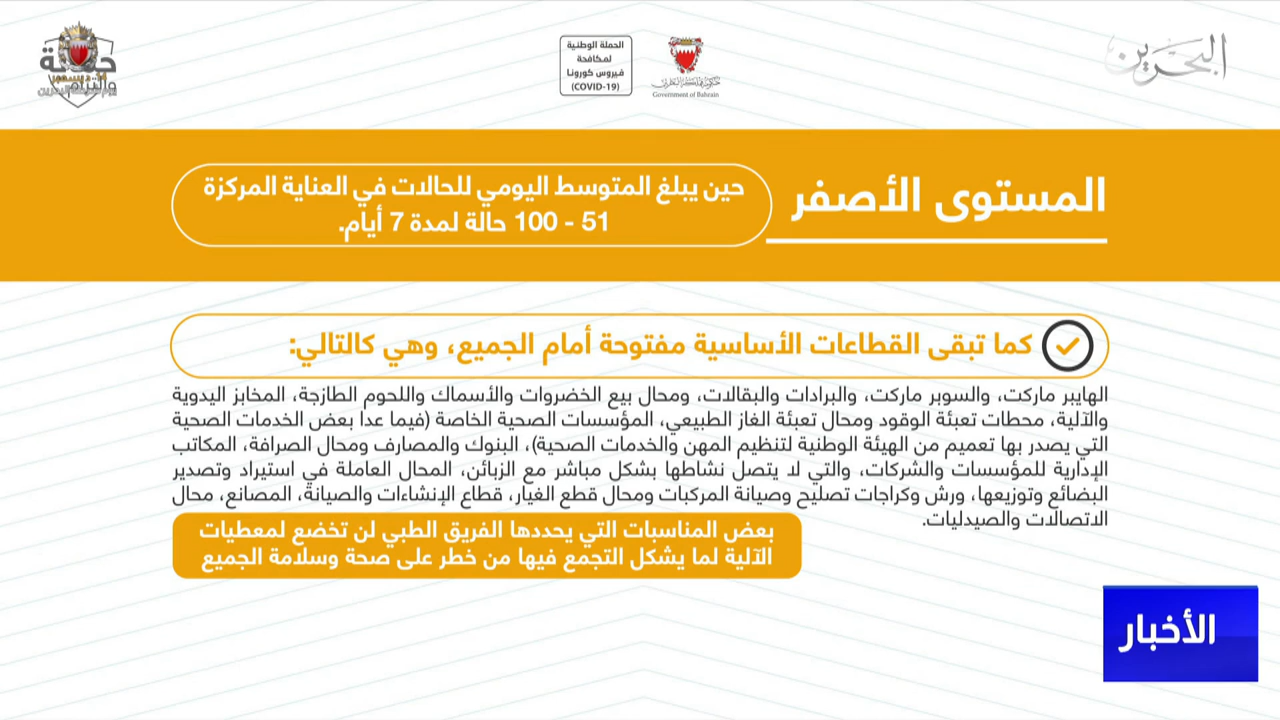 البحرين
Government of Bahrain
الحملة الوطنية
لمكافحة
فيروس كورونا
(COVID-19)
المستوى الأصفر
حين يبلغ المتوسط اليومي للحالات في العناية المركزة
51 - 100 حالة لمدة 7 أيام.
كما تبقى القطاعات الأساسية مفتوحة أمام الجميع، وهي كالتالي:
الهايبر ماركت، والسوبر ماركت، والبرادات والبقالات، ومحال بيع الخضروات والأسماك واللحوم الطازجة، المخابز اليدوية
والآلية، محطات تعبئة الوقود ومحال تعبئة الغاز الطبيعي، المؤسسات الصحية الخاصة (فيما عدا بعض الخدمات الصحية
التي يصدر بها تعميم من الهيئة الوطنية لتنظيم المهن والخدمات الصحية)، البنوك والمصارف ومحال الصرافة، المكاتب
الإدارية للمؤسسات والشركات، والتي لا يتصل نشاطها بشكل مباشر مع الزبائن، المحال العاملة في استيراد وتصدير
البضائع وتوزيعها، ورش وكراجات تصليح وصيانة المركبات ومحال قطع الغيار، قطاع الإنشاءات والصيانة، المصانع، محال
الاتصالات والصيدليات.
بعض المناسبات التي يحددها الفريق الطبي لن تخضع لمعطيات
الآلية لما يشكل التجمع فيها من خطر على صحة وسلامة الجميع
الأخبار